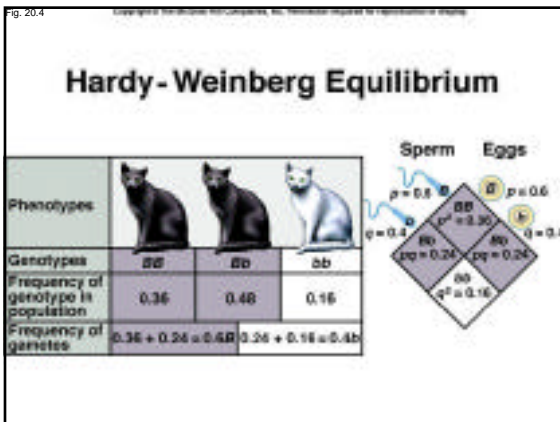 Fig. 20.4
Hardy-Weinberg Equilibrium
Sperm Eggs
Phenotypes
p = 0.6 B B p = 0.6
q = 0.4 b b q = 0.4
BB
p² = 0.36
Bb Bb
pq = 0.24 pq = 0.24
bb
q² = 0.16
Genotypes BB Bb bb
Frequency of
genotype in
population
0.36 0.48 0.16
Frequency of
gametes
0.36 + 0.24 = 0.6B 0.24 + 0.16 = 0.4b